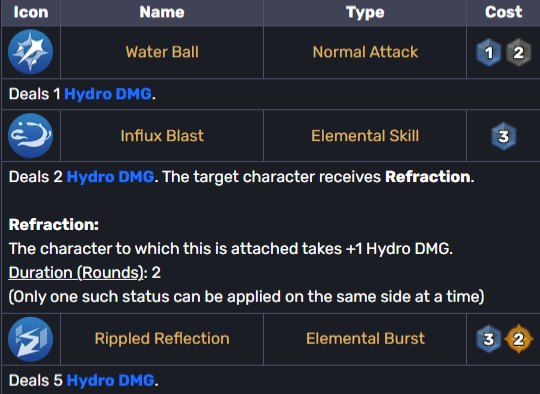 Icon Name Type Cost
Water Ball Normal Attack 1 2
Deals 1 Hydro DMG.
Influx Blast Elemental Skill 3
Deals 2 Hydro DMG. The target character receives Refraction.
Refraction:
The character to which this is attached takes +1 Hydro DMG.
Duration (Rounds): 2
(Only one such status can be applied on the same side at a time)
Rippled Reflection Elemental Burst 3 2
Deals 5 Hydro DMG.